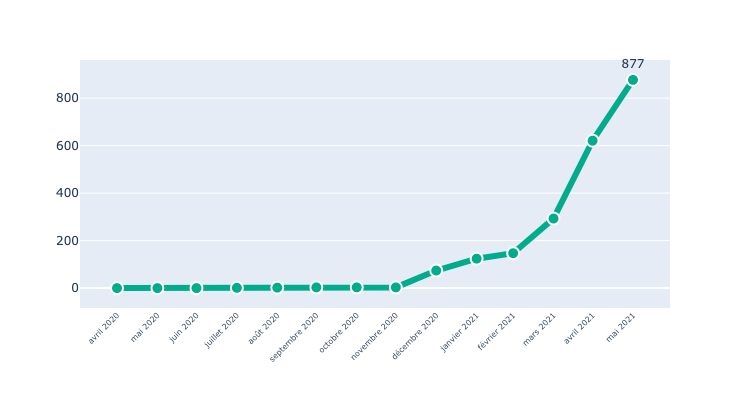 877
800
600
400
200
0
avril 2020
mai 2020
juin 2020
juillet 2020
août 2020
septembre 2020
octobre 2020
novembre 2020
décembre 2020
janvier 2021
février 2021
mars 2021
avril 2021
mai 2021